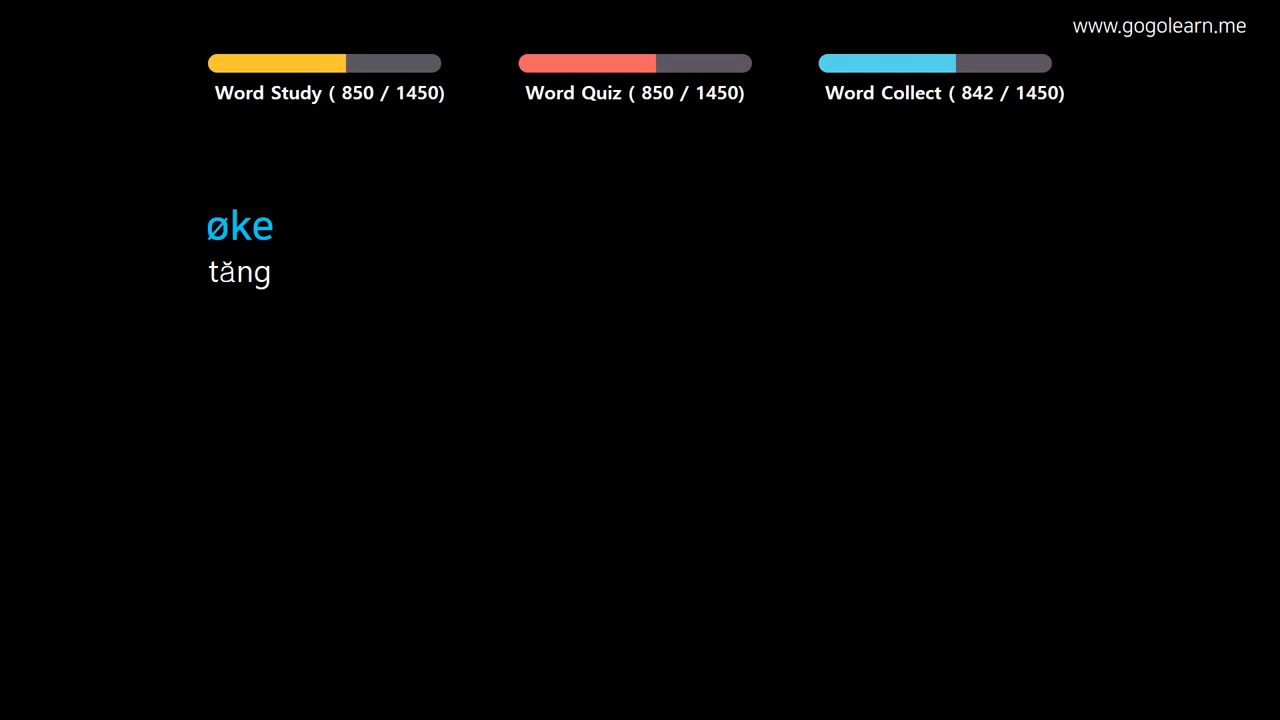 www.gogolearn.me
Word Study ( 850 / 1450)
Word Quiz ( 850 / 1450)
Word Collect ( 842 / 1450)
øke
tăng